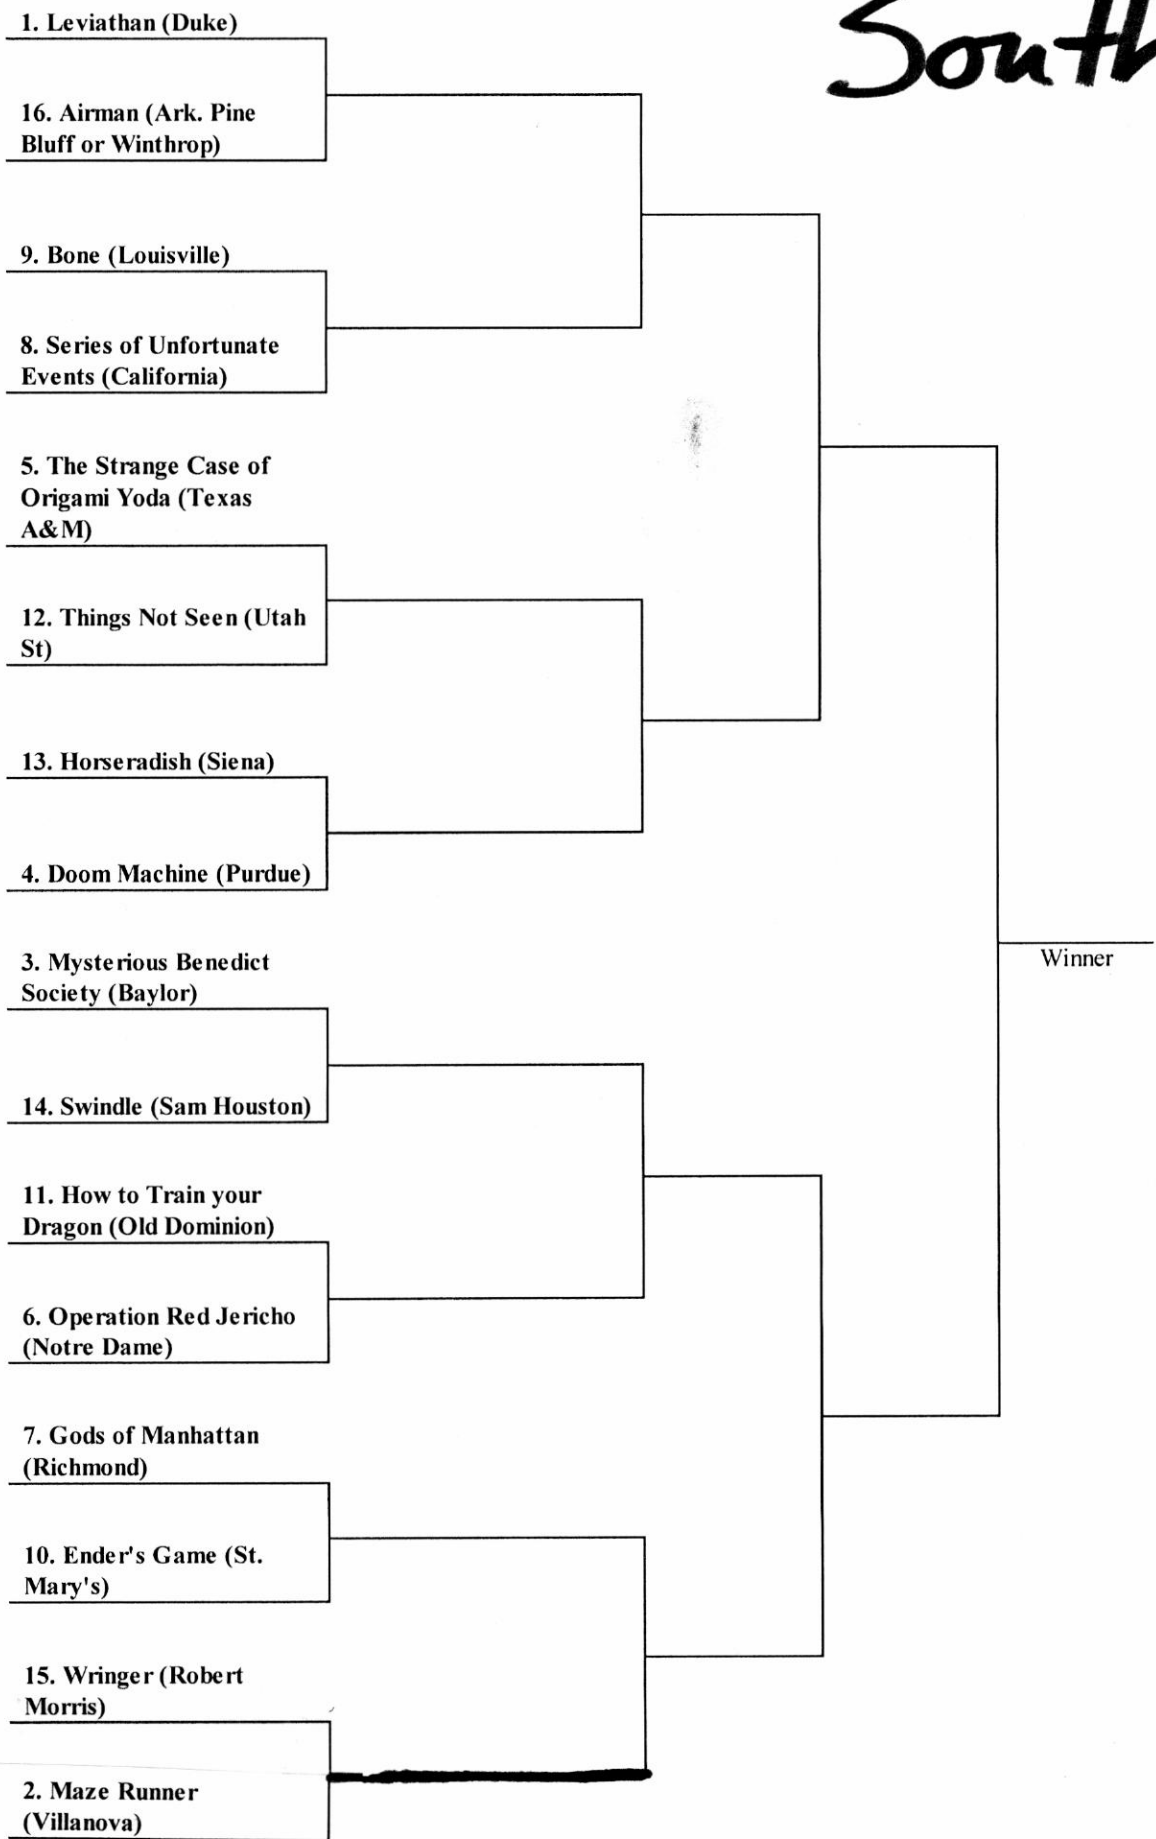 South
1. Leviathan (Duke)
16. Airman (Ark. Pine
Bluff or Winthrop)
9. Bone (Louisville)
8. Series of Unfortunate
Events (California)
5. The Strange Case of
Origami Yoda (Texas
A&M)
12. Things Not Seen (Utah
St)
13. Horseradish (Siena)
4. Doom Machine (Purdue)
3. Mysterious Benedict
Society (Baylor)
Winner
14. Swindle (Sam Houston)
11. How to Train your
Dragon (Old Dominion)
6. Operation Red Jericho
(Notre Dame)
7. Gods of Manhattan
(Richmond)
10. Ender's Game (St.
Mary's)
15. Wringer (Robert
Morris)
2. Maze Runner
(Villanova)